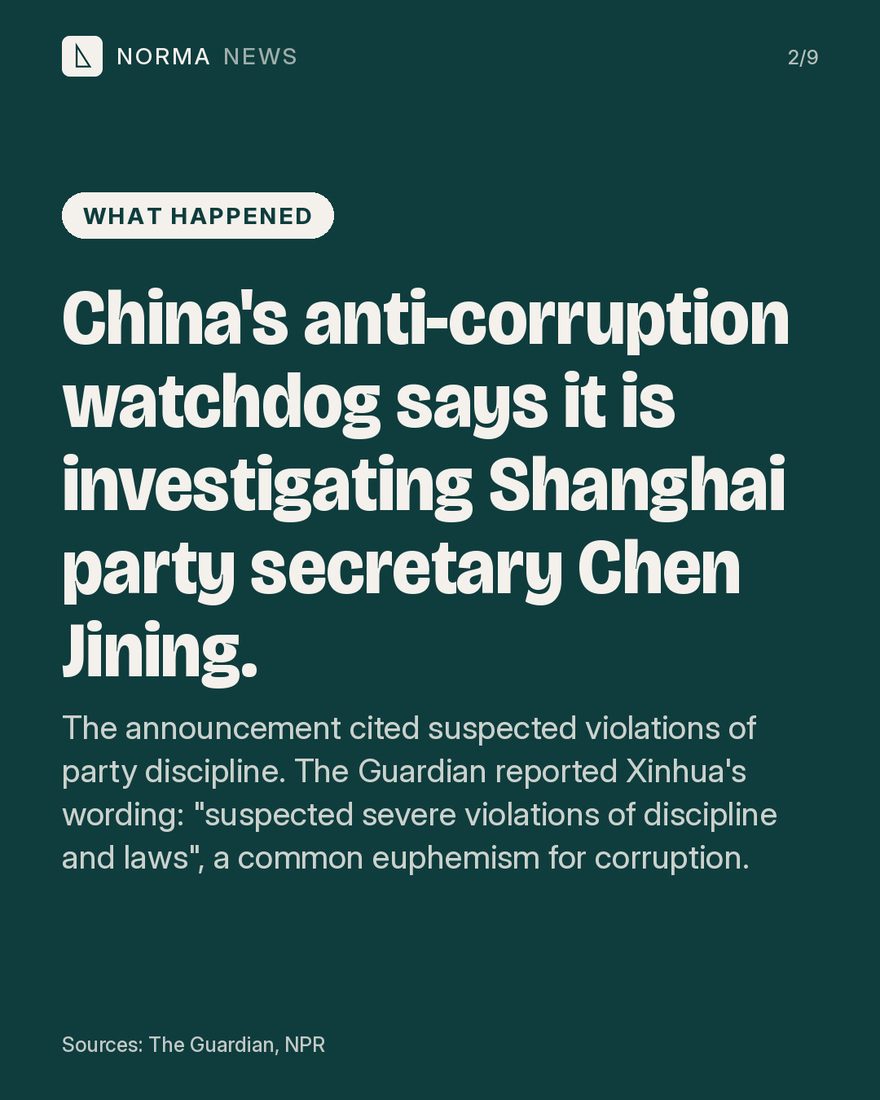 NORMA NEWS
2/9
WHAT HAPPENED
China's anti-corruption
watchdog says it is
investigating Shanghai
party secretary Chen
Jining.
The announcement cited suspected violations of
party discipline. The Guardian reported Xinhua's
wording: "suspected severe violations of discipline
and laws", a common euphemism for corruption.
Sources: The Guardian, NPR